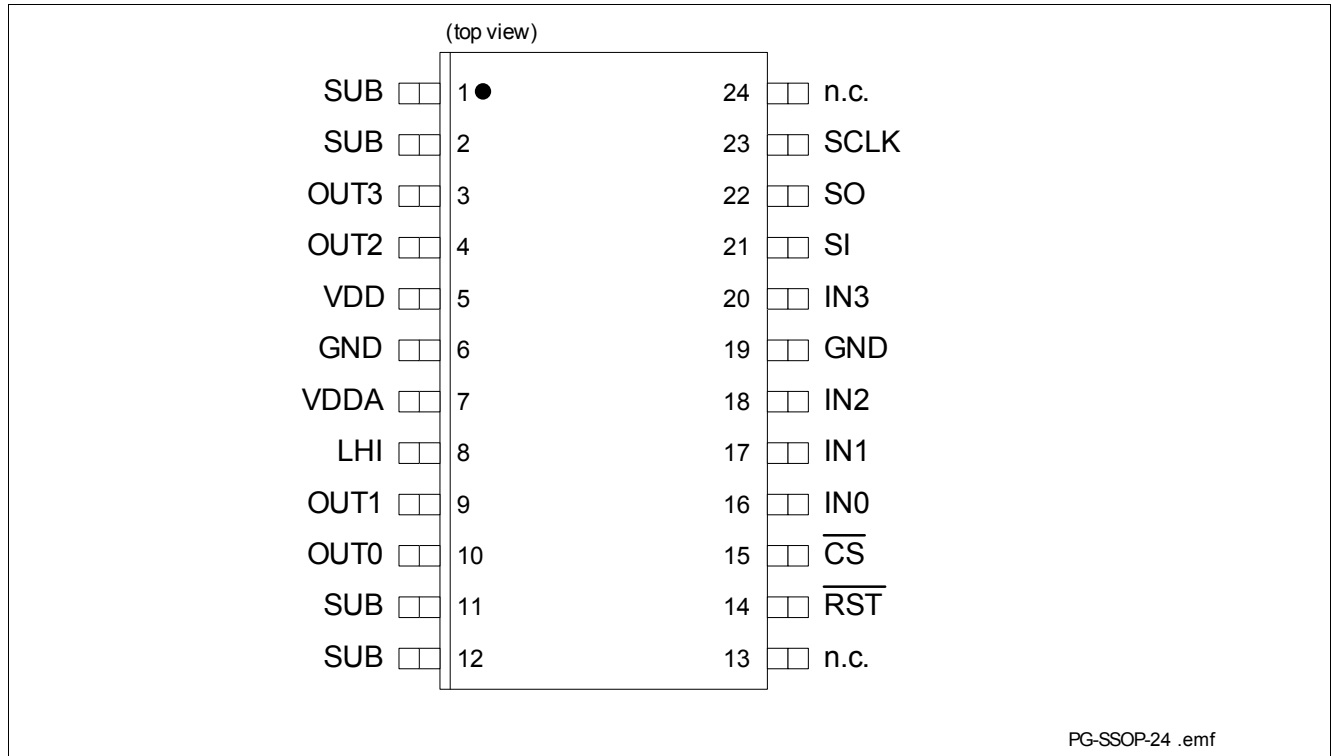 (top view)
SUB 1 24 n.c.
SUB 2 23 SCLK
OUT3 3 22 SO
OUT2 4 21 SI
VDD 5 20 IN3
GND 6 19 GND
VDDA 7 18 IN2
LHI 8 17 IN1
OUT1 9 16 IN0
OUT0 10 15 C̅S̅
SUB 11 14 R̅S̅T̅
SUB 12 13 n.c.
PG-SSOP-24 .emf